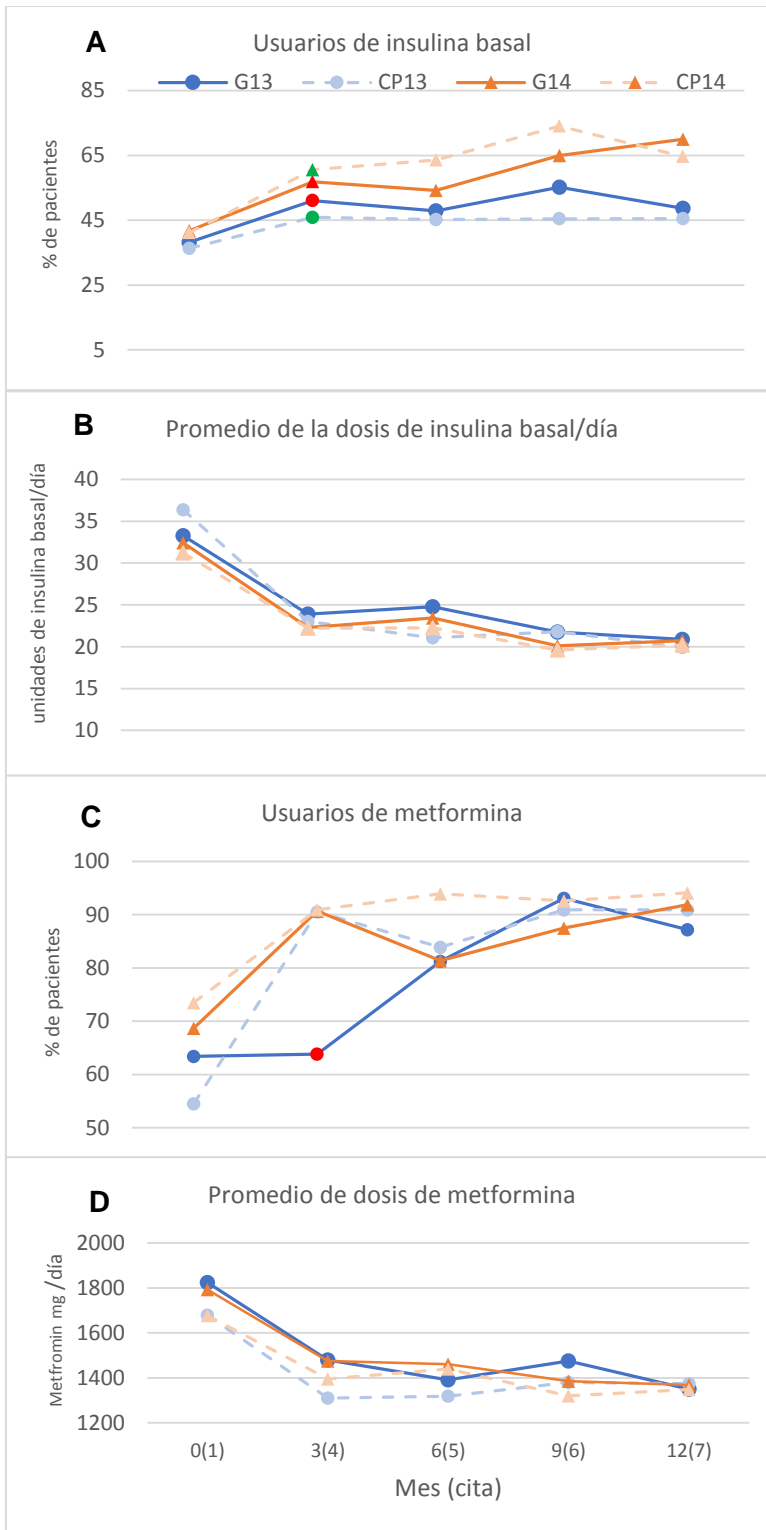 A
Usuarios de insulina basal
G13 CP13 G14 CP14
85
65
45
25
5
% de pacientes
B
Promedio de la dosis de insulina basal/día
40
35
30
25
20
15
10
unidades de insulina basal/día
C
Usuarios de metformina
100
90
80
70
60
50
% de pacientes
D
Promedio de dosis de metformina
2000
1800
1600
1400
1200
Metfromin mg /día
0(1) 3(4) 6(5) 9(6) 12(7)
Mes (cita)